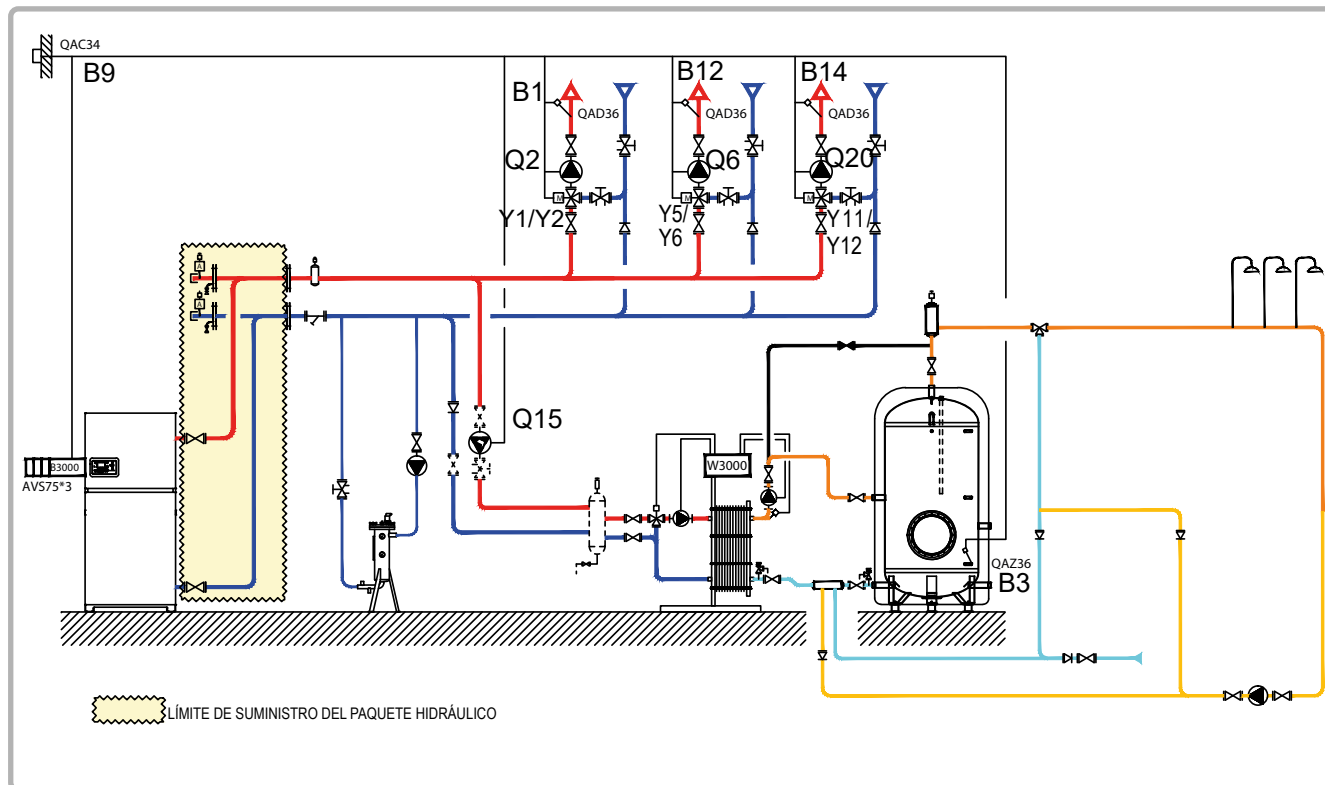 QAC34
B9
B1
QAD36
B12
QAD36
B14
QAD36
Q2
Q6
Q20
M
M
M
Y1/Y2
Y5/
Y6
Y11/
Y12
A
A
Q15
B3000
AVS75*3
W3000
QAZ36
B3
LÍMITE DE SUMINISTRO DEL PAQUETE HIDRÁULICO